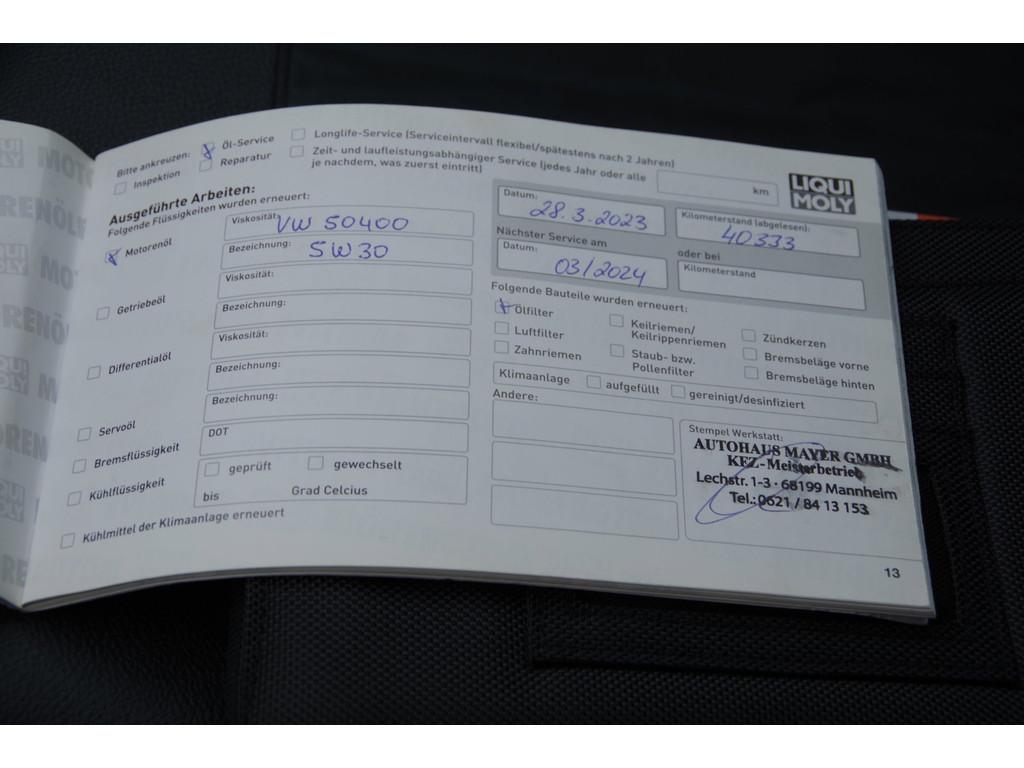 Bitte ankreuzen: Öl-Service Longlife-Service (Serviceintervall flexibel/spätestens nach 2 Jahren)
Inspektion Reparatur Zeit- und laufleistungsabhängiger Service (jedes Jahr oder alle km
je nachdem, was zuerst eintritt)
LIQUI
MOLY
Ausgeführte Arbeiten:
Folgende Flüssigkeiten wurden erneuert:
Motorenöl
Viskosität: VW 50400
Bezeichnung: 5W30
Getriebeöl
Viskosität:
Bezeichnung:
Differentialöl
Viskosität:
Bezeichnung:
Servoöl
Bezeichnung:
Bremsflüssigkeit
DOT
Kühlflüssigkeit
geprüft gewechselt
bis Grad Celcius
Kühlmittel der Klimaanlage erneuert
Datum: 28.3.2023
Kilometerstand (abgelesen): 40333
Nächster Service am
Datum: 03/2024
oder bei
Kilometerstand
Folgende Bauteile wurden erneuert:
Ölfilter Keilriemen/ Zündkerzen
Keilrippenriemen
Luftfilter Staub- bzw. Bremsbeläge vorne
Pollenfilter
Zahnriemen Bremsbeläge hinten
Klimaanlage aufgefüllt gereinigt/desinfiziert
Andere:
Stempel Werkstatt:
AUTOHAUS MAYER GMBH
KFZ.-Meisterbetrieb
Lechstr. 1-3 · 68199 Mannheim
Tel.: 0621 / 84 13 153
13